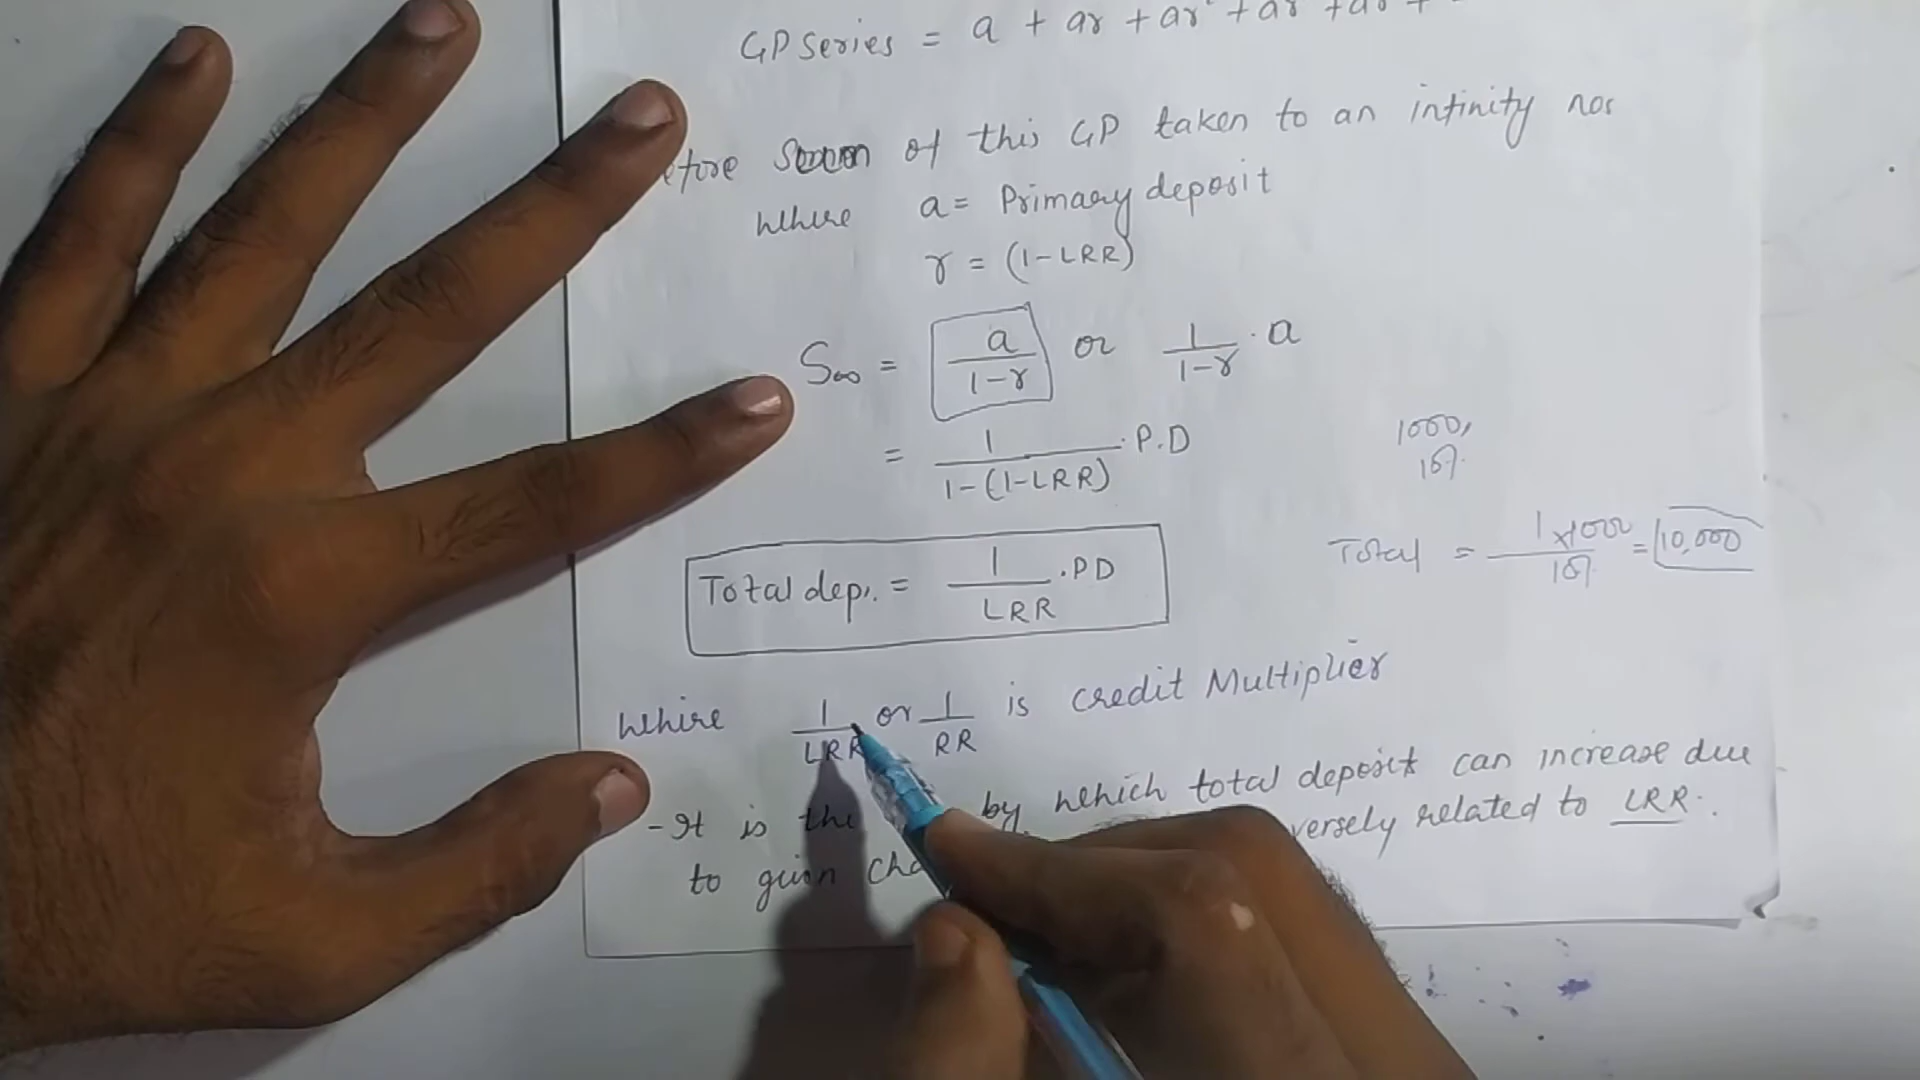 GP Series = a + ar + ar² + ar + ar +
of this GP taken to an infinity nos
where a = Primary deposit
r = (1-LRR)
S∞ = a/1-r or 1/1-r . a
= 1/1-(1-LRR) . P.D
1000,
10%.
Total dep. = 1/LRR . PD
Total = 1×1000/10% = 10,000
Where 1/LRR or 1/RR is credit Multiplier
- It is the by which total deposit can increase due
to given versely related to LRR.